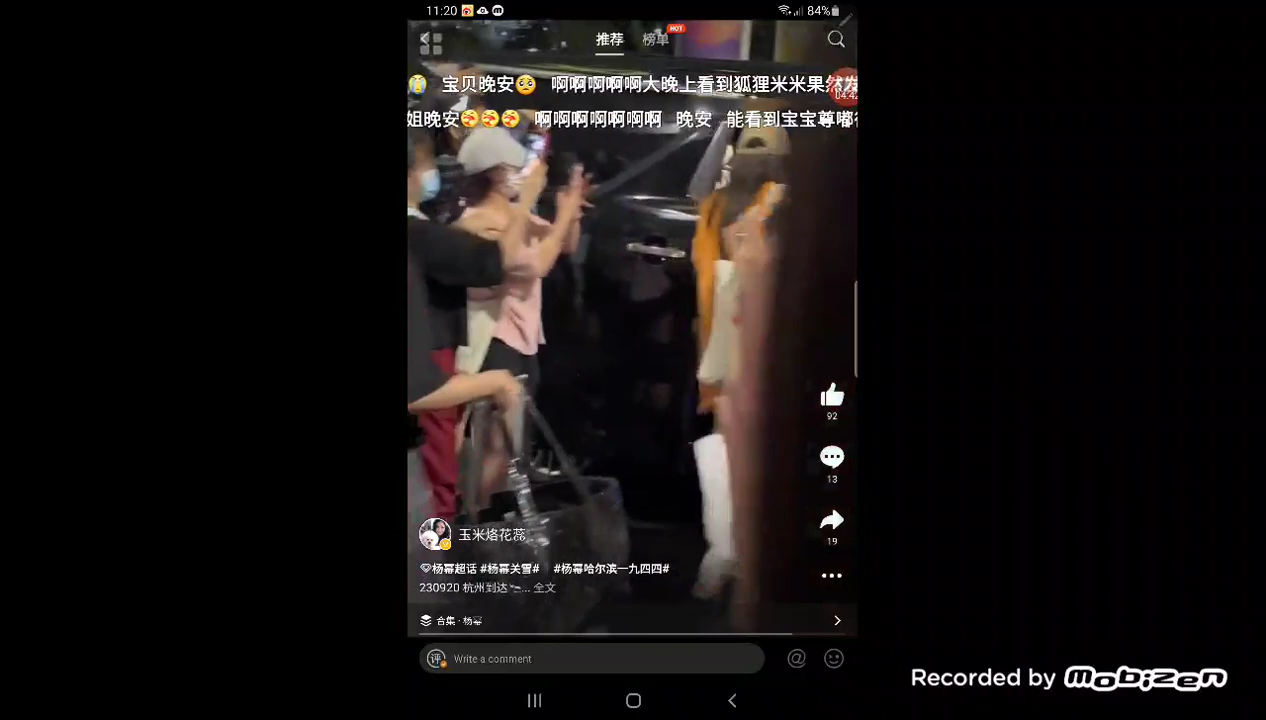 11:20
84%
推荐
榜单
HOT
宝贝晚安 啊啊啊啊啊大晚上看到狐狸米米果然发
04:42
姐晚安 啊啊啊啊啊啊啊 晚安 能看到宝宝尊嘟很
92
13
19
玉米烙花蕊
杨幂超话 #杨幂关雪# #杨幂哈尔滨一九四四#
230920 杭州到达 ... 全文
合集 · 杨幂
评
Write a comment
@
Recorded by mobizen